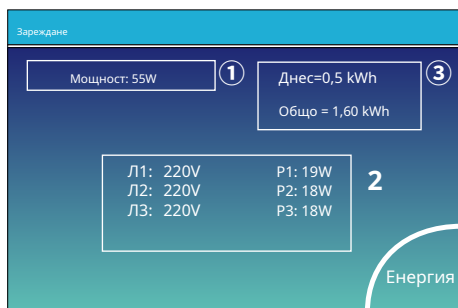 Зареждане
Мощност: 55W
①
Днес=0,5 kWh
③
Общо = 1,60 kWh
Л1: 220V P1: 19W
Л2: 220V P2: 18W
2
Л3: 220V P3: 18W
Енергия